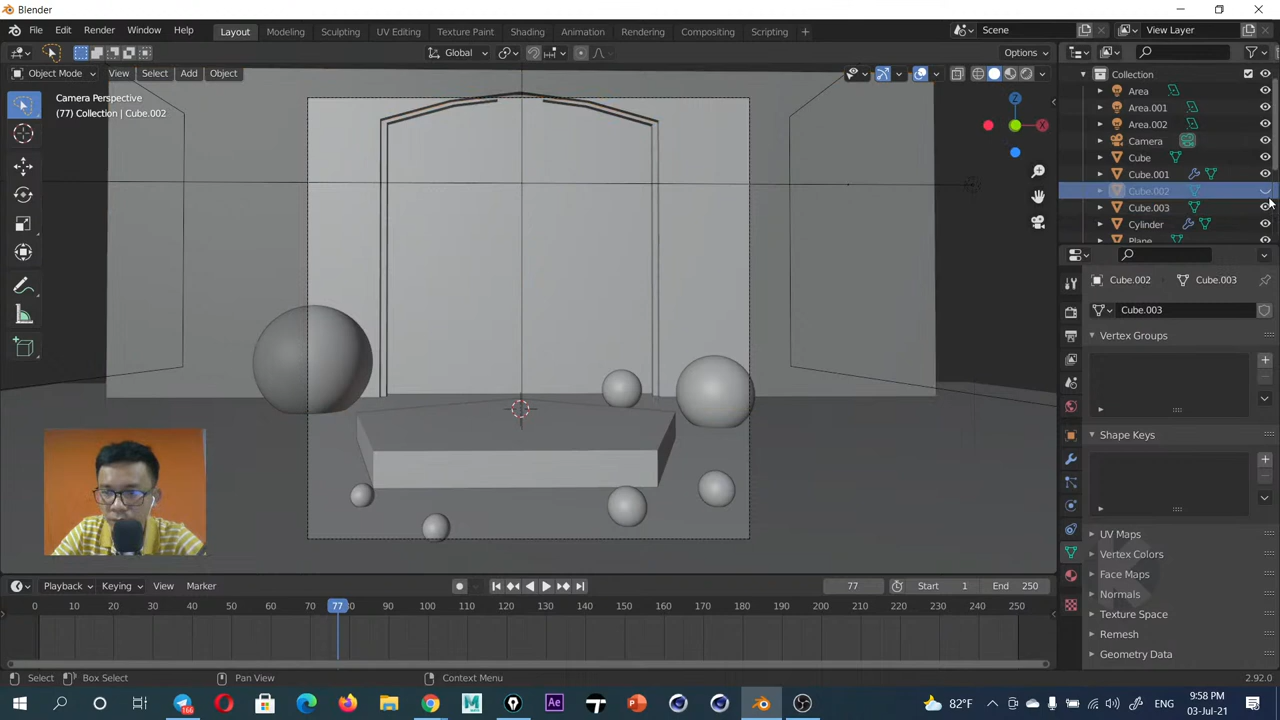 Blender
File Edit Render Window Help Layout Modeling Sculpting UV Editing Texture Paint Shading Animation Rendering Compositing Scripting + Scene View Layer
Global Options
Object Mode View Select Add Object
Camera Perspective
(77) Collection | Cube.002
Z
X
Collection
Area
Area.001
Area.002
Camera
Cube
Cube.001
Cube.002
Cube.003
Cylinder
Plane
Cube.002 Cube.003
Cube.003
Vertex Groups
Shape Keys
UV Maps
Vertex Colors
Face Maps
Normals
Texture Space
Remesh
Geometry Data
Playback Keying View Marker 77 Start 1 End 250
0 10 20 30 40 50 60 70 77 80 90 100 110 120 130 140 150 160 170 180 190 200 210 220 230 240 250
Select Box Select Pan View Context Menu 2.92.0
166 Ae 82°F ENG 9:58 PM
03-Jul-21